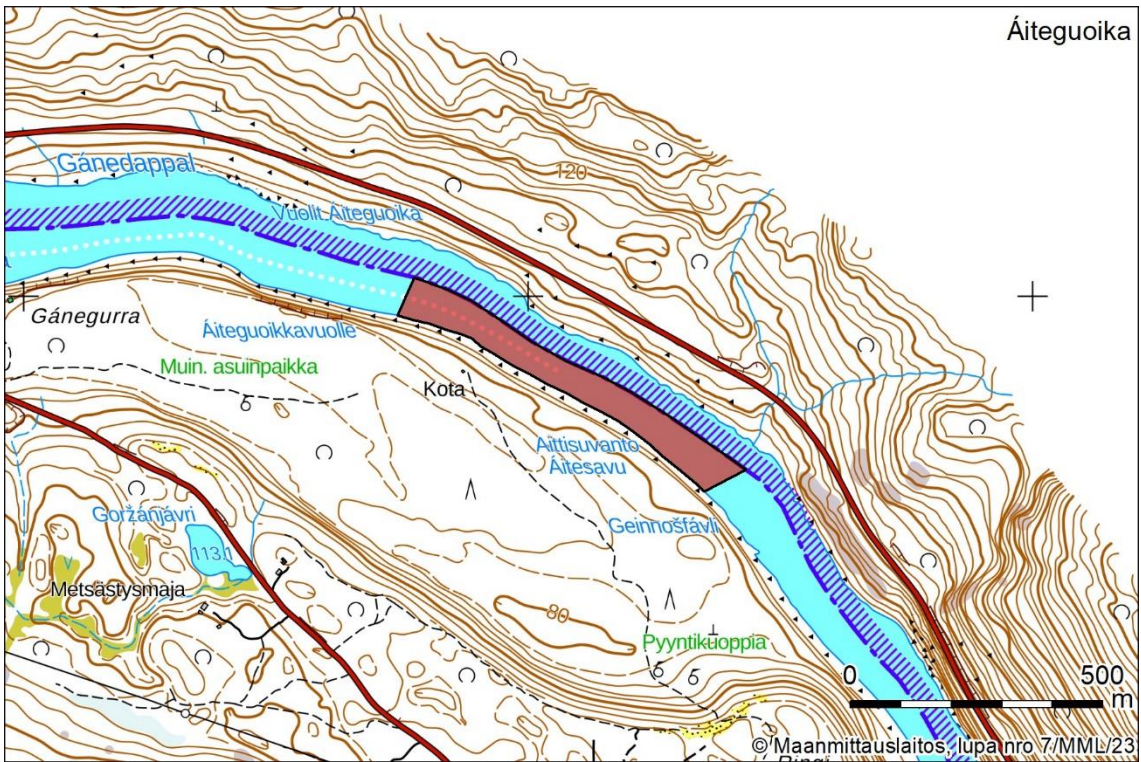 Áiteguoika
Gánedappal
120
Vuolit Áiteguoika
Gánegurra
Áiteguoikkavuolle
Muin. asuinpaikka
Kota
Aittisuvanto
Áitesavu
Goržánjávri
113.1
Geinnošfávli
Metsästysmaja
80
Pyyntikuoppia
0 500
m
© Maanmittauslaitos, lupa nro 7/MML/23